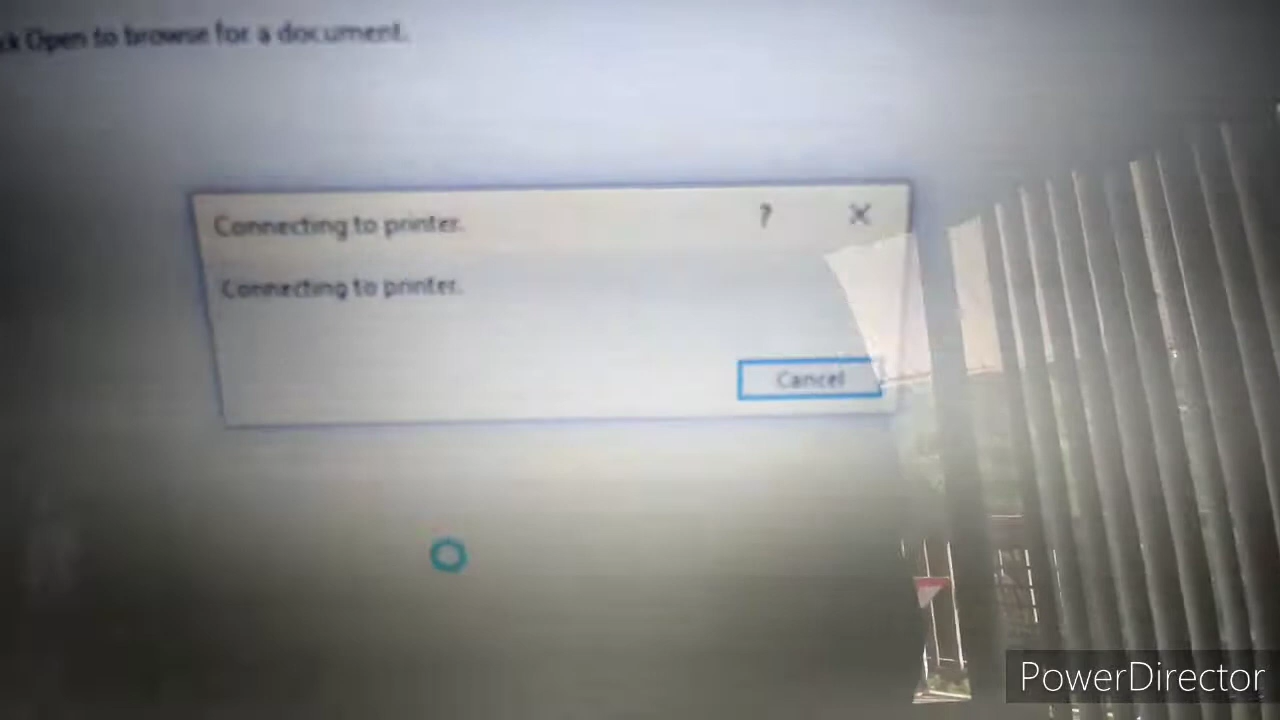 Open to browse for a document.
Connecting to printer.
?
Connecting to printer.
Cancel
PowerDirector